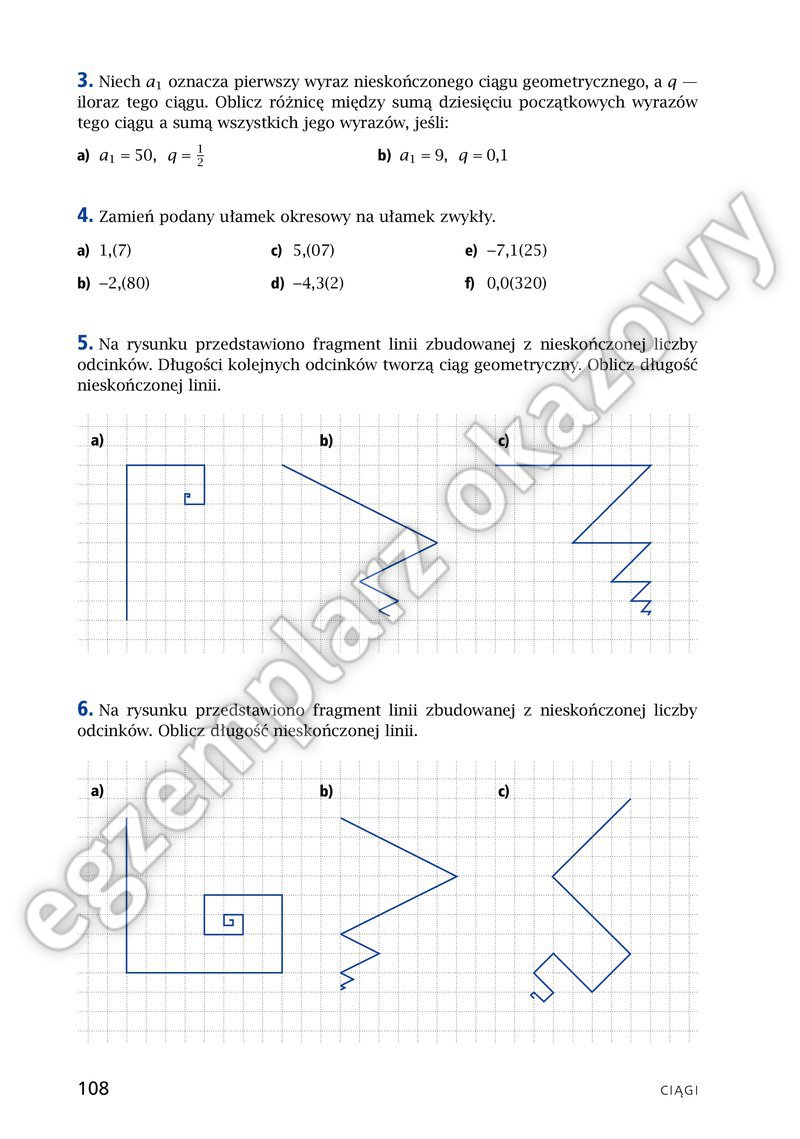 3. Niech a₁ oznacza pierwszy wyraz nieskończonego ciągu geometrycznego, a q —
iloraz tego ciągu. Oblicz różnicę między sumą dziesięciu początkowych wyrazów
tego ciągu a sumą wszystkich jego wyrazów, jeśli:
a) a₁ = 50, q = 1/2 b) a₁ = 9, q = 0,1
4. Zamień podany ułamek okresowy na ułamek zwykły.
a) 1,(7) c) 5,(07) e) −7,1(25)
b) −2,(80) d) −4,3(2) f) 0,0(320)
5. Na rysunku przedstawiono fragment linii zbudowanej z nieskończonej liczby
odcinków. Długości kolejnych odcinków tworzą ciąg geometryczny. Oblicz długość
nieskończonej linii.
a) b) c)
6. Na rysunku przedstawiono fragment linii zbudowanej z nieskończonej liczby
odcinków. Oblicz długość nieskończonej linii.
a) b) c)
108 CIĄGI
egzemplarz okazowy